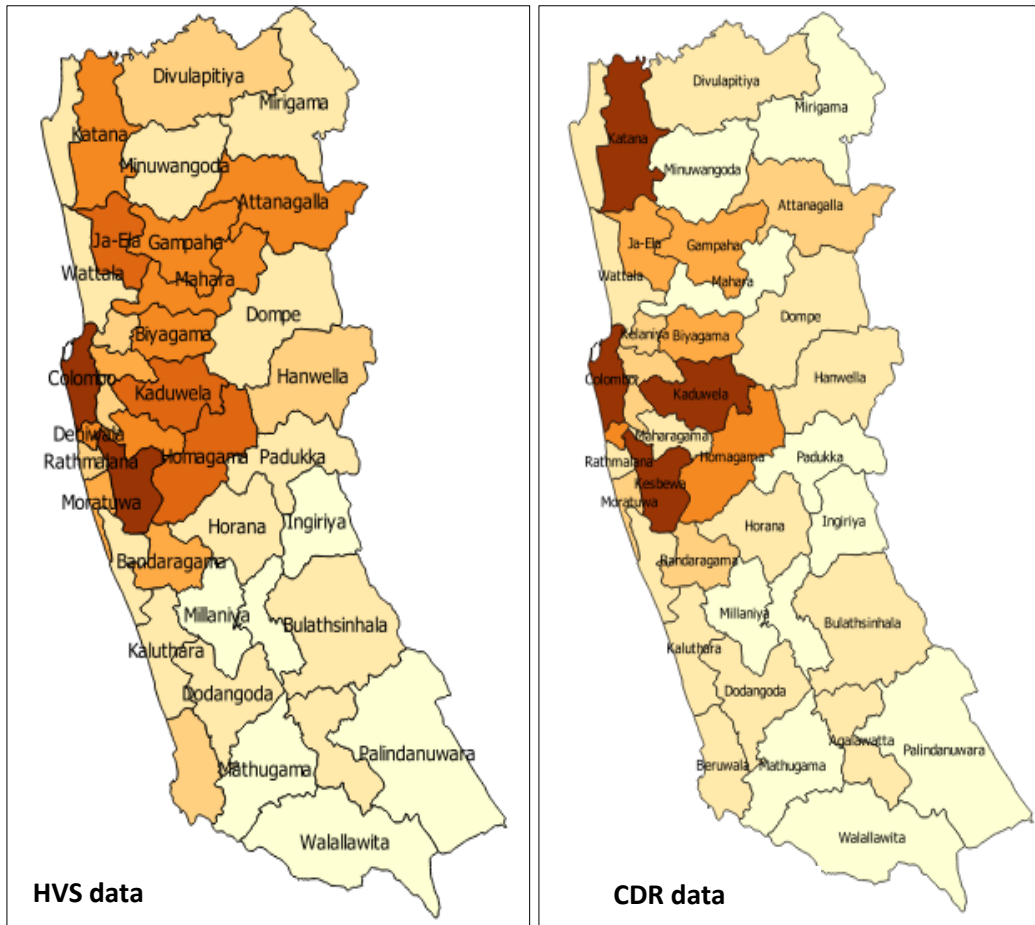 Divulapitiya
Mirigama
Katana
Minuwangoda
Attanagalla
Ja-Ela
Gampaha
Wattala
Mahara
Dompe
Biyagama
Colombo
Hanwella
Kaduwela
Dehiwala
Rathmalana
Homagama
Padukka
Moratuwa
Horana
Ingiriya
Bandaragama
Millaniya
Bulathsinhala
Kaluthara
Dodangoda
Palindanuwara
Mathugama
Walallawita
HVS data
Divulapitiya
Mirigama
Katana
Minuwangoda
Attanagalla
Ja-Ela
Gampaha
Wattala
Mahara
Dompe
Kelaniya
Biyagama
Colombo
Kaduwela
Hanwella
Maharagama
Rathmalana
Homagama
Padukka
Kesbewa
Moratuwa
Horana
Ingiriya
Bandaragama
Millaniya
Bulathsinhala
Kaluthara
Dodangoda
Agalawatta
Palindanuwara
Beruwala
Mathugama
Walallawita
CDR data